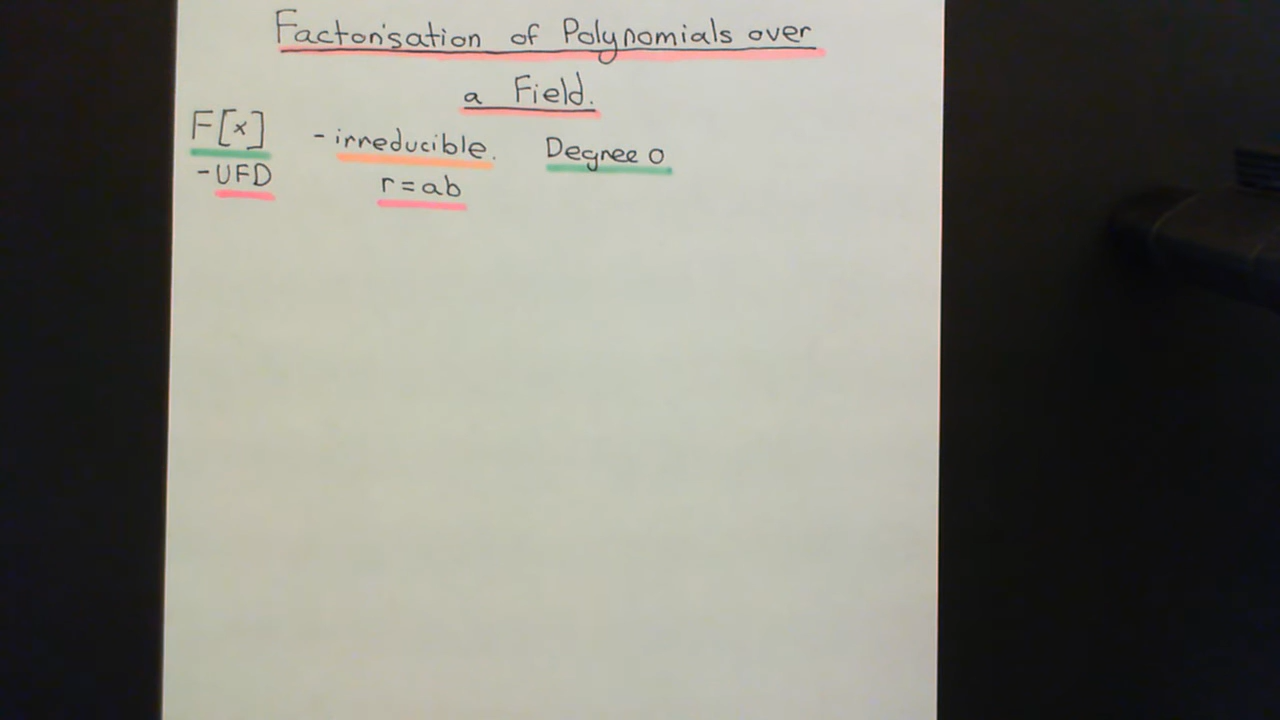 Factorisation of Polynomials over
a Field.
F[x] - irreducible. Degree 0
- UFD r = ab